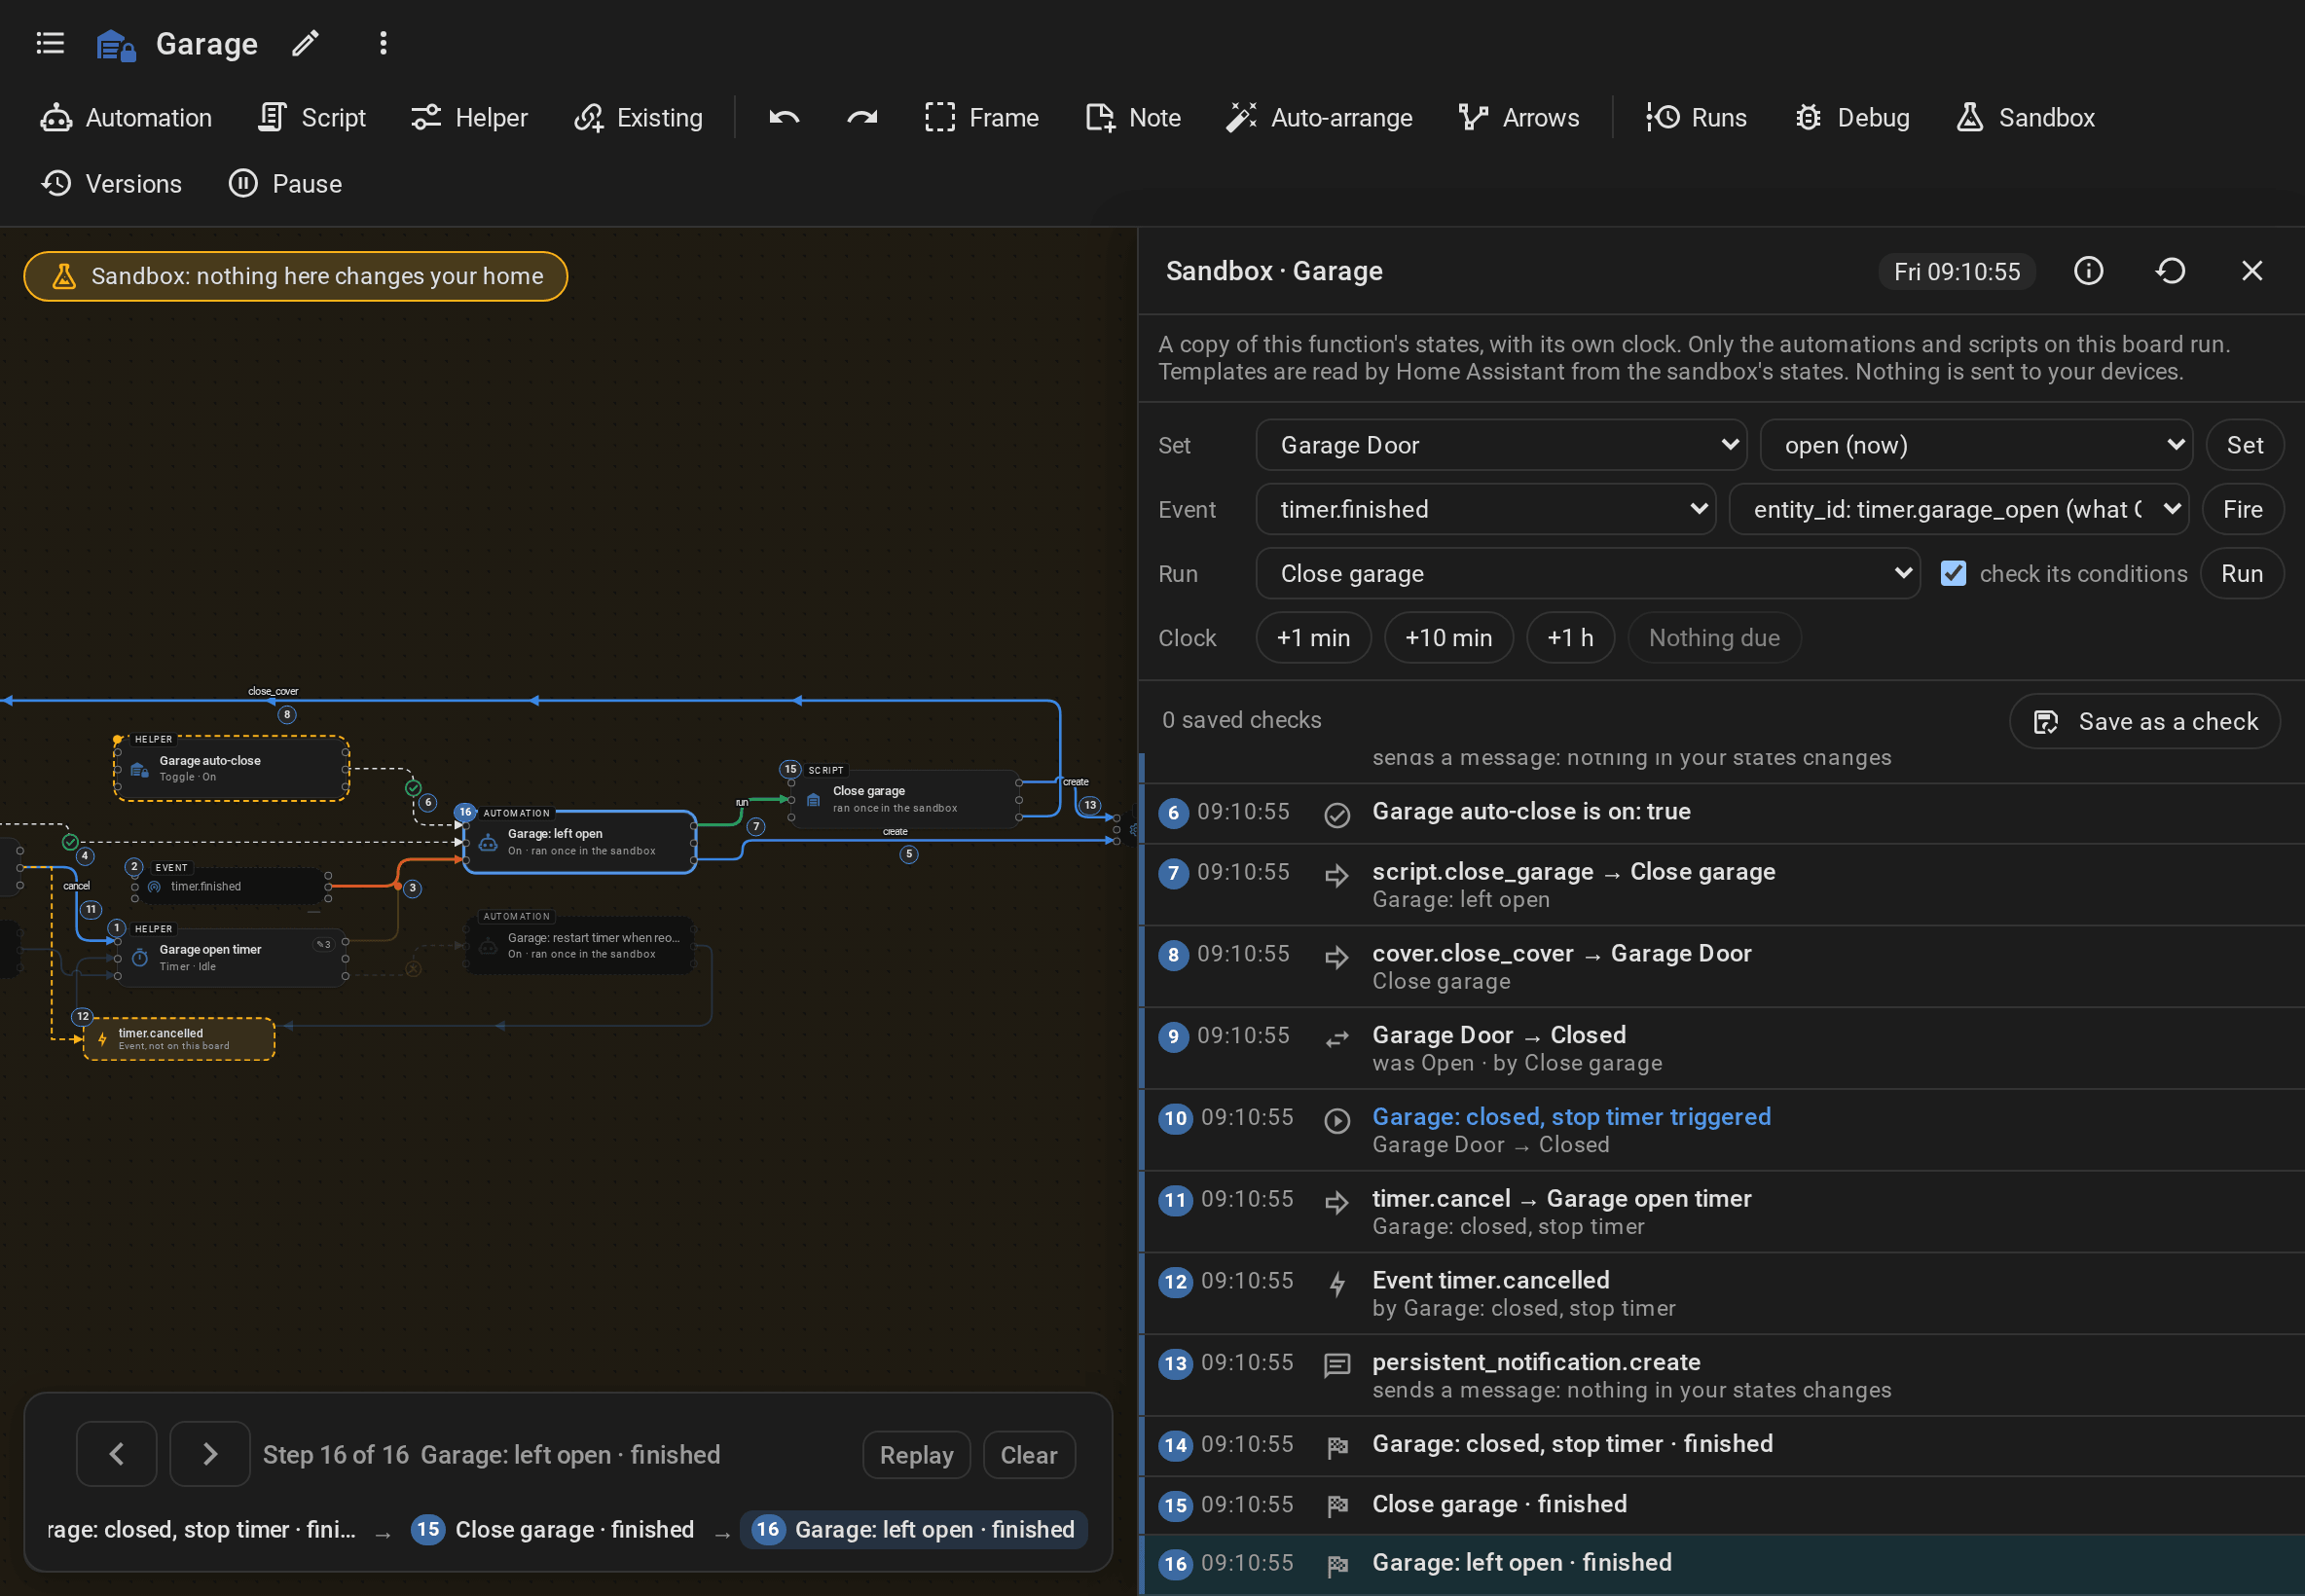 Garage
Automation Script Helper Existing Frame Note Auto-arrange Arrows Runs Debug Sandbox
Versions Pause
Sandbox: nothing here changes your home
close_cover
8
HELPER
Garage auto-close
Toggle · On
6
16 AUTOMATION
Garage: left open
On · ran once in the sandbox
run
7
15 SCRIPT
Close garage
ran once in the sandbox
create
13
create
5
4
cancel
11
2 EVENT
timer.finished
3
1 HELPER
Garage open timer
Timer · Idle
3
AUTOMATION
Garage: restart timer when reo...
On · ran once in the sandbox
12
timer.cancelled
Event, not on this board
Step 16 of 16 Garage: left open · finished
Replay Clear
rage: closed, stop timer · fini... → 15 Close garage · finished → 16 Garage: left open · finished
Sandbox · Garage Fri 09:10:55
A copy of this function's states, with its own clock. Only the automations and scripts on this board run.
Templates are read by Home Assistant from the sandbox's states. Nothing is sent to your devices.
Set Garage Door open (now) Set
Event timer.finished entity_id: timer.garage_open (what Fire
Run Close garage check its conditions Run
Clock +1 min +10 min +1 h Nothing due
0 saved checks Save as a check
sends a message: nothing in your states changes
6 09:10:55 Garage auto-close is on: true
7 09:10:55 script.close_garage → Close garage
Garage: left open
8 09:10:55 cover.close_cover → Garage Door
Close garage
9 09:10:55 Garage Door → Closed
was Open · by Close garage
10 09:10:55 Garage: closed, stop timer triggered
Garage Door → Closed
11 09:10:55 timer.cancel → Garage open timer
Garage: closed, stop timer
12 09:10:55 Event timer.cancelled
by Garage: closed, stop timer
13 09:10:55 persistent_notification.create
sends a message: nothing in your states changes
14 09:10:55 Garage: closed, stop timer · finished
15 09:10:55 Close garage · finished
16 09:10:55 Garage: left open · finished